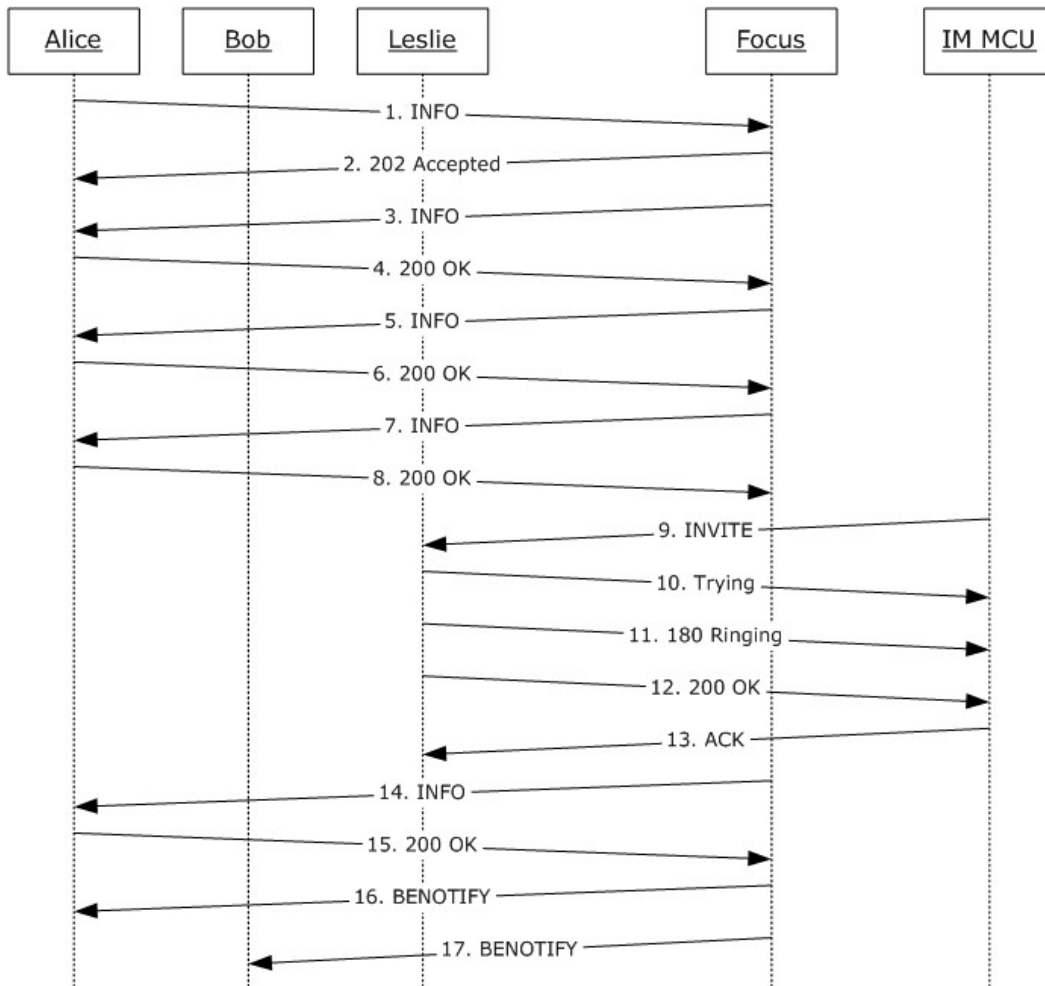 Alice
Bob
Leslie
Focus
IM MCU
1. INFO
2. 202 Accepted
3. INFO
4. 200 OK
5. INFO
6. 200 OK
7. INFO
8. 200 OK
9. INVITE
10. Trying
11. 180 Ringing
12. 200 OK
13. ACK
14. INFO
15. 200 OK
16. BENOTIFY
17. BENOTIFY